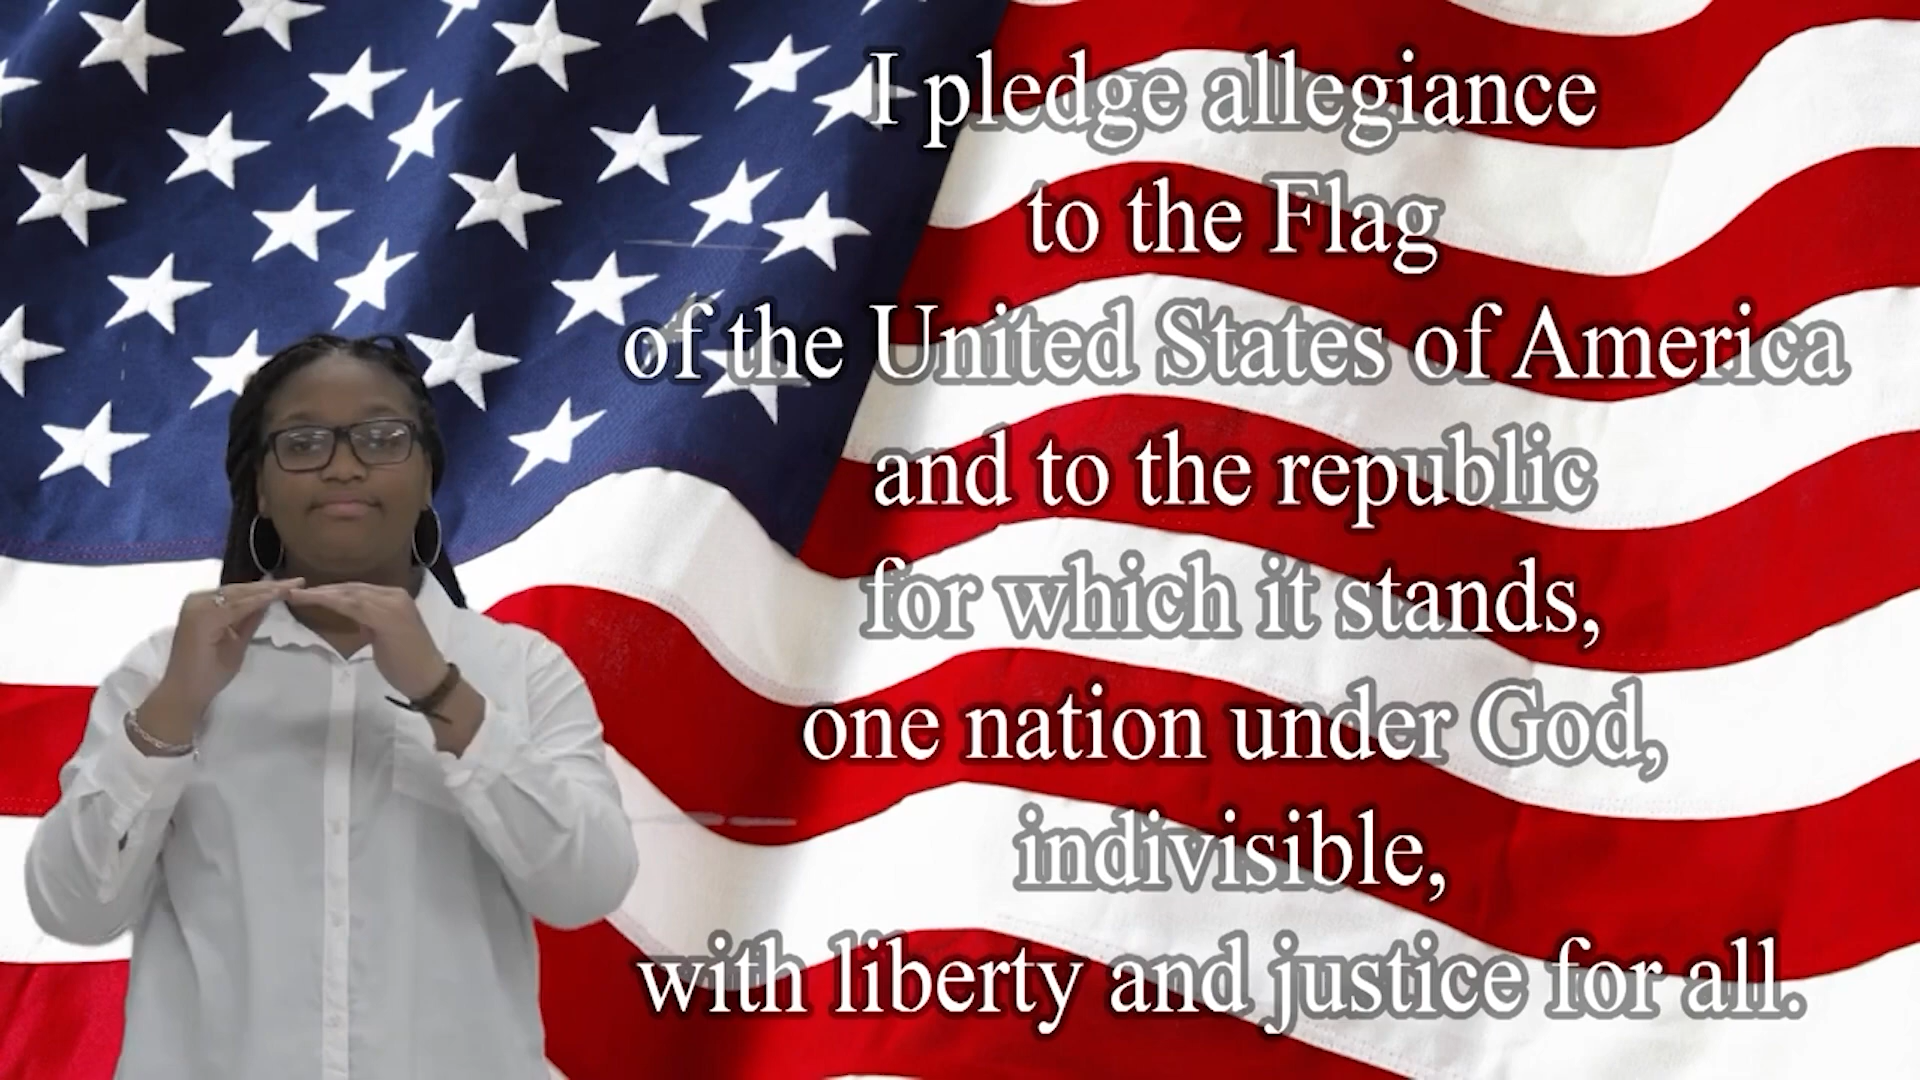 I pledge allegiance
to the Flag
of the United States of America
and to the republic
for which it stands,
one nation under God,
indivisible,
with liberty and justice for all.